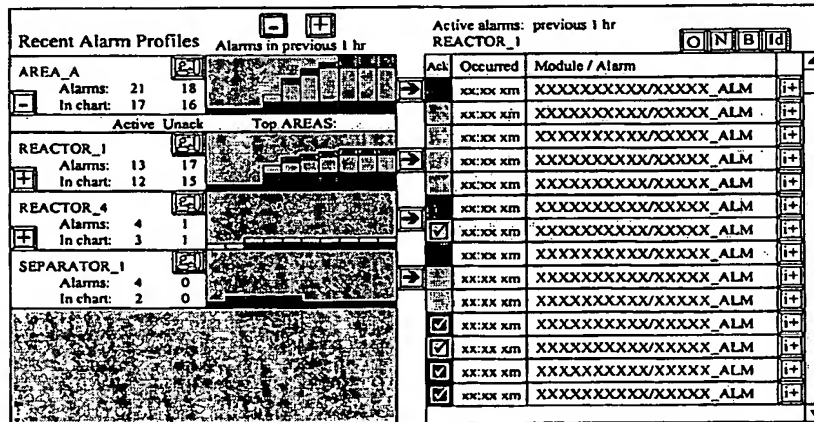 - +
Recent Alarm Profiles Alarms in previous 1 hr
AREA_A
Alarms: 21 18
- In chart: 17 16
Active Unack Top AREAS:
REACTOR_1
Alarms: 13 17
+ In chart: 12 15
REACTOR_4
Alarms: 4 1
+ In chart: 3 1
SEPARATOR_1
Alarms: 4 0
In chart: 2 0
Active alarms: previous 1 hr
REACTOR_1 O N B Id
Ack Occurred Module / Alarm
xx:xx xm XXXXXXXXXX/XXXXX_ALM i+
xx:xx xm XXXXXXXXXX/XXXXX_ALM i+
xx:xx xm XXXXXXXXXX/XXXXX_ALM i+
xx:xx xm XXXXXXXXXX/XXXXX_ALM i+
xx:xx xm XXXXXXXXXX/XXXXX_ALM i+
xx:xx xm XXXXXXXXXX/XXXXX_ALM i+
xx:xx xm XXXXXXXXXX/XXXXX_ALM i+
xx:xx xm XXXXXXXXXX/XXXXX_ALM i+
xx:xx xm XXXXXXXXXX/XXXXX_ALM i+
xx:xx xm XXXXXXXXXX/XXXXX_ALM i+
xx:xx xm XXXXXXXXXX/XXXXX_ALM i+
xx:xx xm XXXXXXXXXX/XXXXX_ALM i+
xx:xx xm XXXXXXXXXX/XXXXX_ALM i+
xx:xx xm XXXXXXXXXX/XXXXX_ALM i+